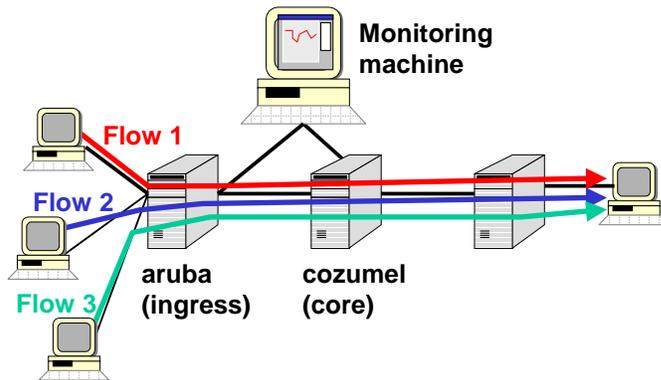 Monitoring
machine
Flow 1
Flow 2
Flow 3
aruba
(ingress)
cozumel
(core)